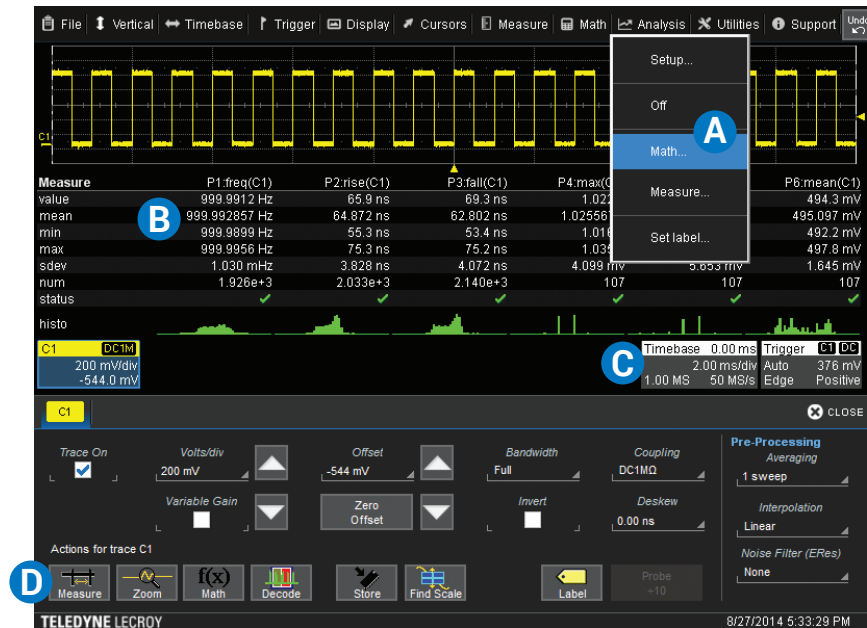 File Vertical Timebase Trigger Display Cursors Measure Math Analysis Utilities Support Undo
Setup...
Off
A
Math...
Measure...
Set label...
C1
Measure P1:freq(C1) P2:rise(C1) P3:fall(C1) P4:max(C P6:mean(C1)
value 999.9912 Hz 65.9 ns 69.3 ns 1.022 494.3 mV
B
mean 999.992857 Hz 64.872 ns 62.802 ns 1.02556 495.097 mV
min 999.9899 Hz 55.3 ns 53.4 ns 1.016 492.2 mV
max 999.9956 Hz 75.3 ns 75.2 ns 1.035 497.8 mV
sdev 1.030 mHz 3.828 ns 4.072 ns 4.099 mV 5.653 mV 1.645 mV
num 1.926e+3 2.033e+3 2.140e+3 107 107 107
status
histo
C1 DC1M
200 mV/div
-544.0 mV
C
Timebase 0.00 ms Trigger C1 DC
2.00 ms/div Auto 376 mV
1.00 MS 50 MS/s Edge Positive
C1 CLOSE
Trace On Volts/div Offset Bandwidth Coupling
200 mV -544 mV Full DC1MΩ
Variable Gain Zero Offset Invert Deskew
0.00 ns
Pre-Processing
Averaging
1 sweep
Interpolation
Linear
Noise Filter (ERes)
None
Actions for trace C1
D
Measure Zoom f(x) Math Decode Store Find Scale Label Probe ÷10
TELEDYNE LECROY 8/27/2014 5:33:29 PM